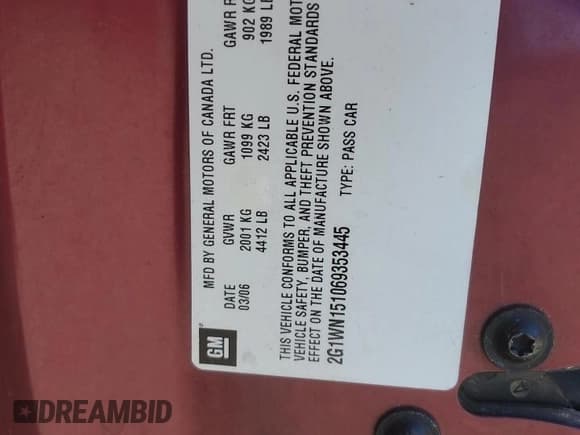 MFD BY GENERAL MOTORS OF CANADA LTD.
DATE GVWR GAWR FRT GAWR R
03/06 2001 KG 1099 KG 902 KG
4412 LB 2423 LB 1989 LB
THIS VEHICLE CONFORMS TO ALL APPLICABLE U.S. FEDERAL MOT
VEHICLE SAFETY, BUMPER, AND THEFT PREVENTION STANDARDS
EFFECT ON THE DATE OF MANUFACTURE SHOWN ABOVE.
2G1WN151069353445 TYPE: PASS CAR
GM
DREAMBID